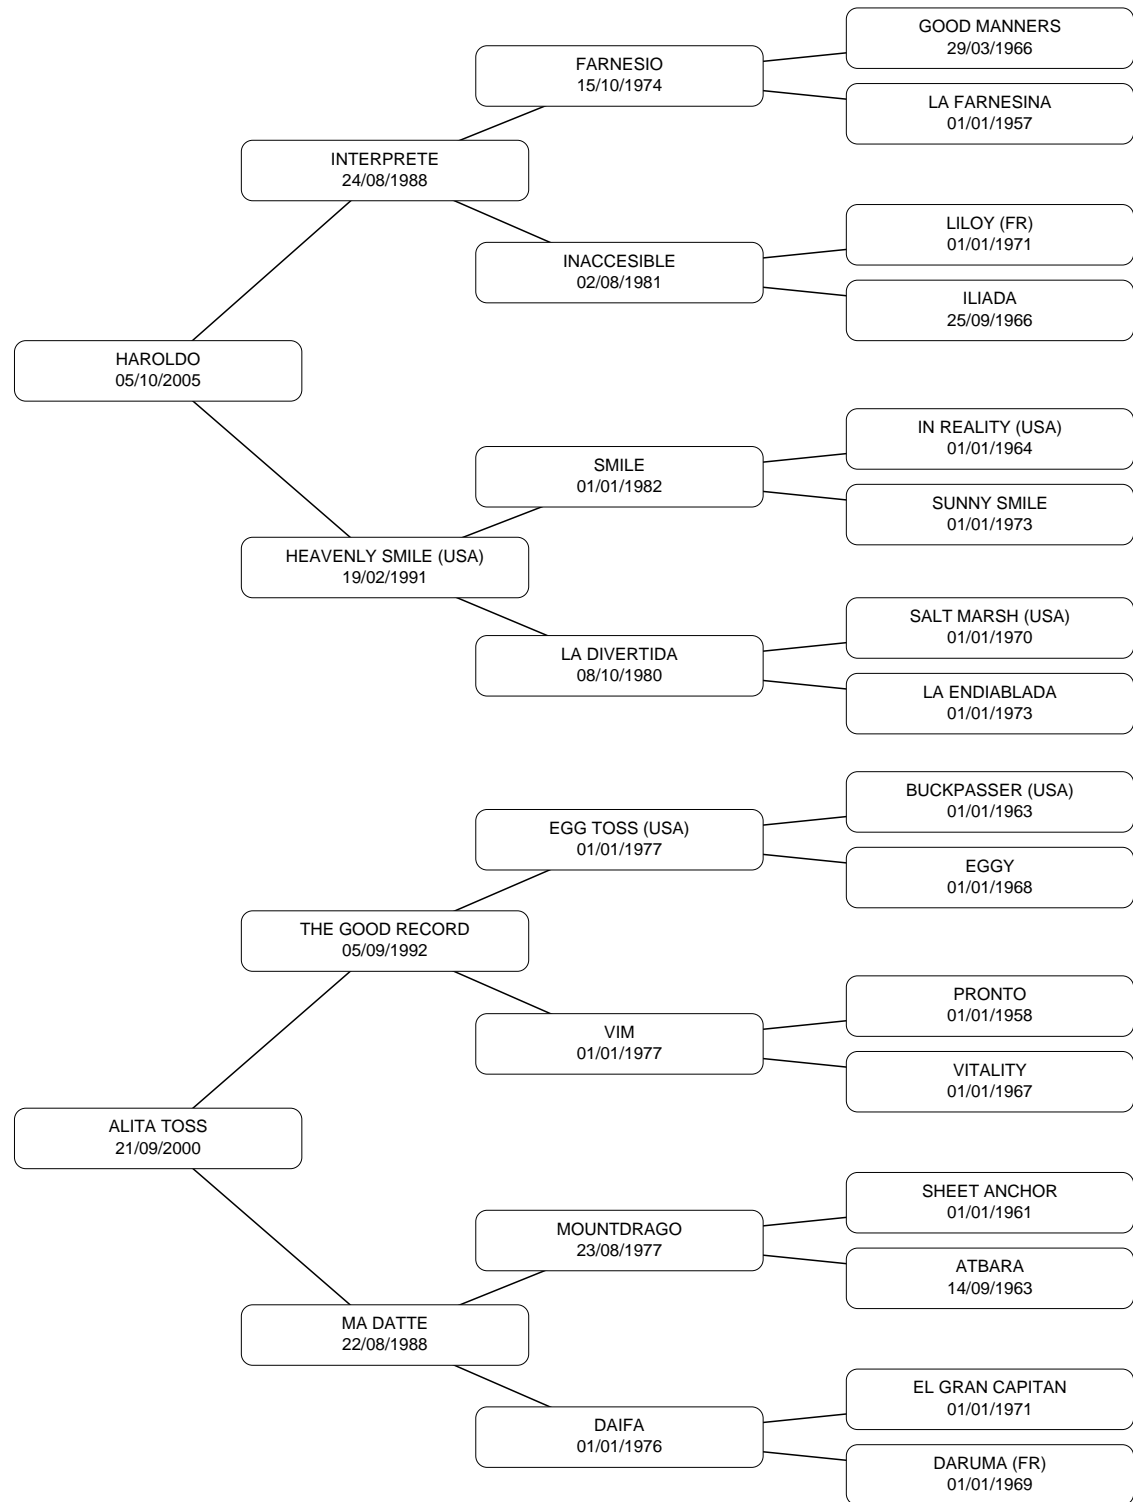 GOOD MANNERS
29/03/1966
FARNESIO
15/10/1974
LA FARNESINA
01/01/1957
INTERPRETE
24/08/1988
LILOY (FR)
01/01/1971
INACCESIBLE
02/08/1981
ILIADA
25/09/1966
HAROLDO
05/10/2005
IN REALITY (USA)
01/01/1964
SMILE
01/01/1982
SUNNY SMILE
01/01/1973
HEAVENLY SMILE (USA)
19/02/1991
SALT MARSH (USA)
01/01/1970
LA DIVERTIDA
08/10/1980
LA ENDIABLADA
01/01/1973
BUCKPASSER (USA)
01/01/1963
EGG TOSS (USA)
01/01/1977
EGGY
01/01/1968
THE GOOD RECORD
05/09/1992
PRONTO
01/01/1958
VIM
01/01/1977
VITALITY
01/01/1967
ALITA TOSS
21/09/2000
SHEET ANCHOR
01/01/1961
MOUNTDRAGO
23/08/1977
ATBARA
14/09/1963
MA DATTE
22/08/1988
EL GRAN CAPITAN
01/01/1971
DAIFA
01/01/1976
DARUMA (FR)
01/01/1969